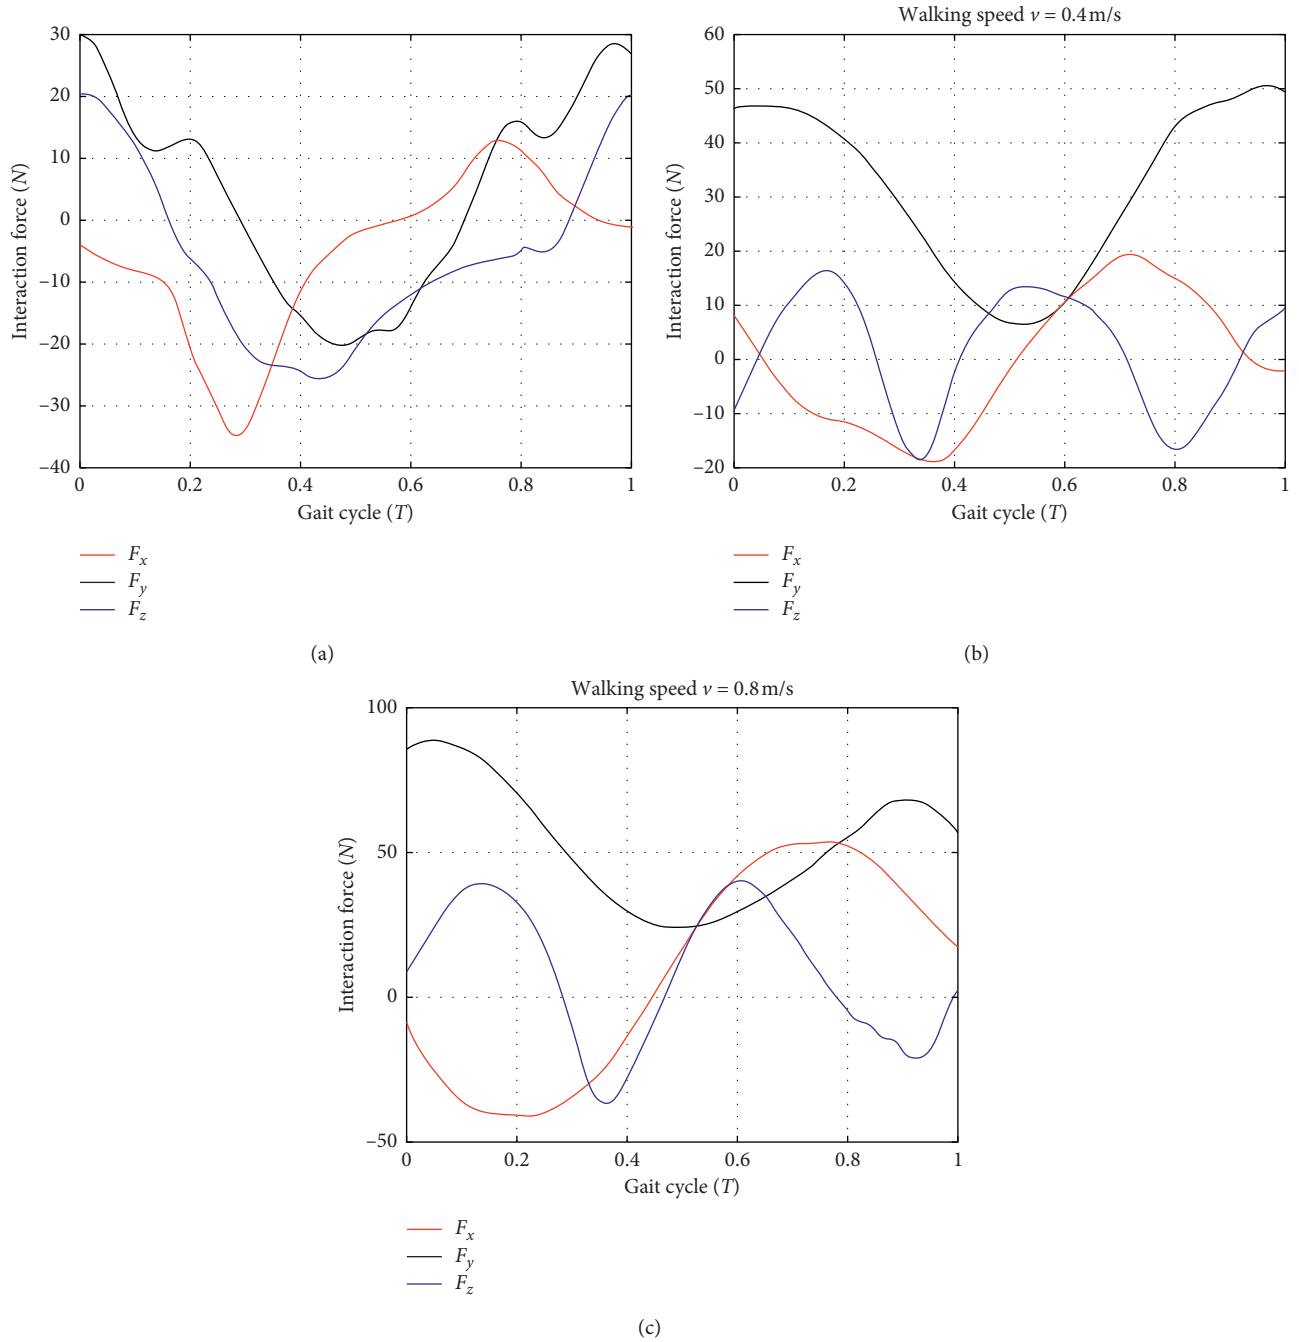 30
20
10
0
−10
−20
−30
−40
Interaction force (N)
0 0.2 0.4 0.6 0.8 1
Gait cycle (T)
Fx
Fy
Fz
(a)
Walking speed v = 0.4 m/s
60
50
40
30
20
10
0
−10
−20
Interaction force (N)
0 0.2 0.4 0.6 0.8 1
Gait cycle (T)
Fx
Fy
Fz
(b)
Walking speed v = 0.8 m/s
100
50
0
−50
Interaction force (N)
0 0.2 0.4 0.6 0.8 1
Gait cycle (T)
Fx
Fy
Fz
(c)